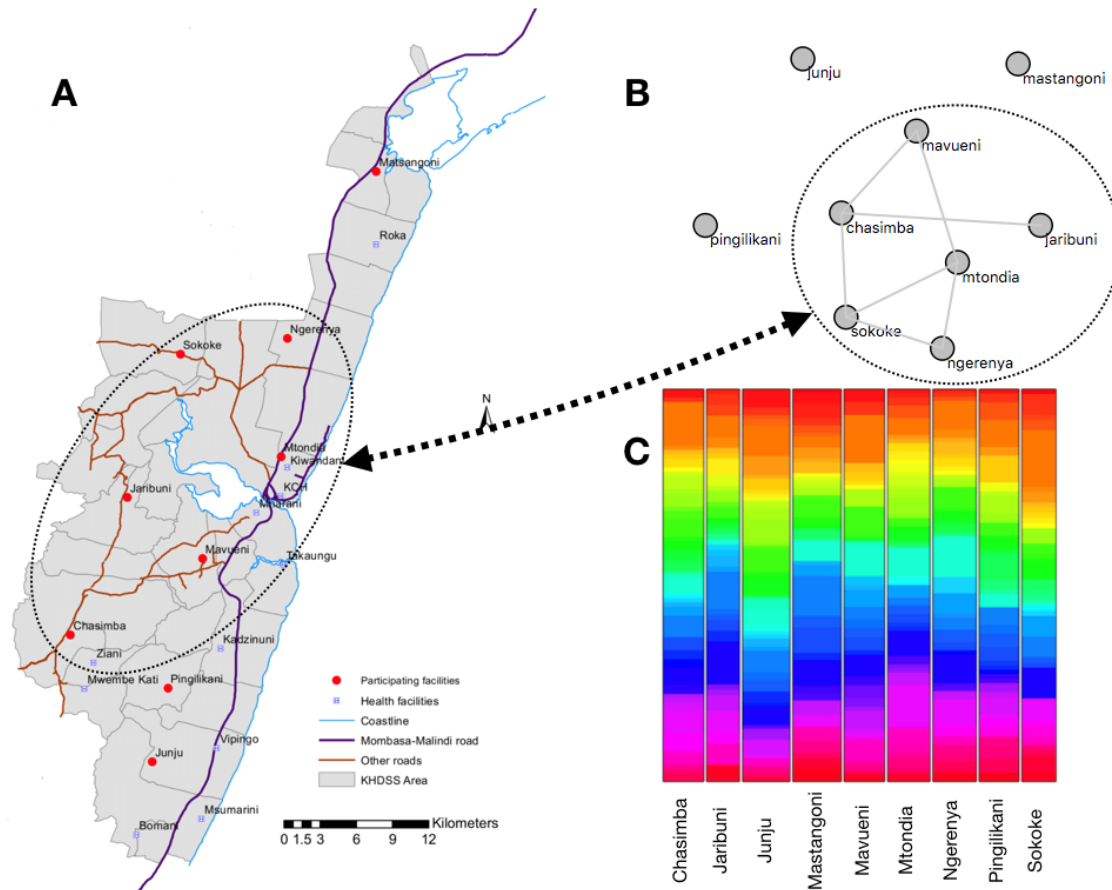 A
Matsangoni
Roka
Ngerenya
Sokoke
N
Mtondia
Kiwandani
KCH
Jaribuni
Mnarani
Mavueni
Takaungu
Chasimba
Kadzinuni
Ziani
Mwembe Kati
Pingilikani
Vipingo
Junju
Msumarini
Bomani
Participating facilities
Health facilities
Coastline
Mombasa-Malindi road
Other roads
KHDSS Area
Kilometers
0 1.5 3 6 9 12
B
junju
mastangoni
mavueni
chasimba
pingilikani
jaribuni
mtondia
sokoke
ngerenya
C
Chasimba
Jaribuni
Junju
Mastangoni
Mavueni
Mtondia
Ngerenya
Pingilikani
Sokoke